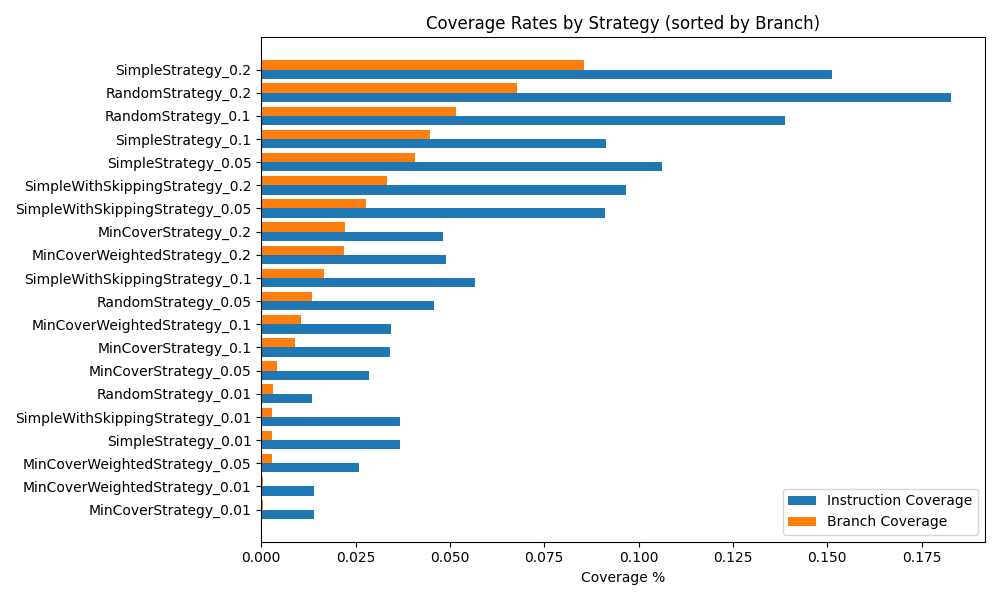 Coverage Rates by Strategy (sorted by Branch)
SimpleStrategy_0.2
RandomStrategy_0.2
RandomStrategy_0.1
SimpleStrategy_0.1
SimpleStrategy_0.05
SimpleWithSkippingStrategy_0.2
SimpleWithSkippingStrategy_0.05
MinCoverStrategy_0.2
MinCoverWeightedStrategy_0.2
SimpleWithSkippingStrategy_0.1
RandomStrategy_0.05
MinCoverWeightedStrategy_0.1
MinCoverStrategy_0.1
MinCoverStrategy_0.05
RandomStrategy_0.01
SimpleWithSkippingStrategy_0.01
SimpleStrategy_0.01
MinCoverWeightedStrategy_0.05
MinCoverWeightedStrategy_0.01
MinCoverStrategy_0.01
Instruction Coverage
Branch Coverage
0.000 0.025 0.050 0.075 0.100 0.125 0.150 0.175
Coverage %